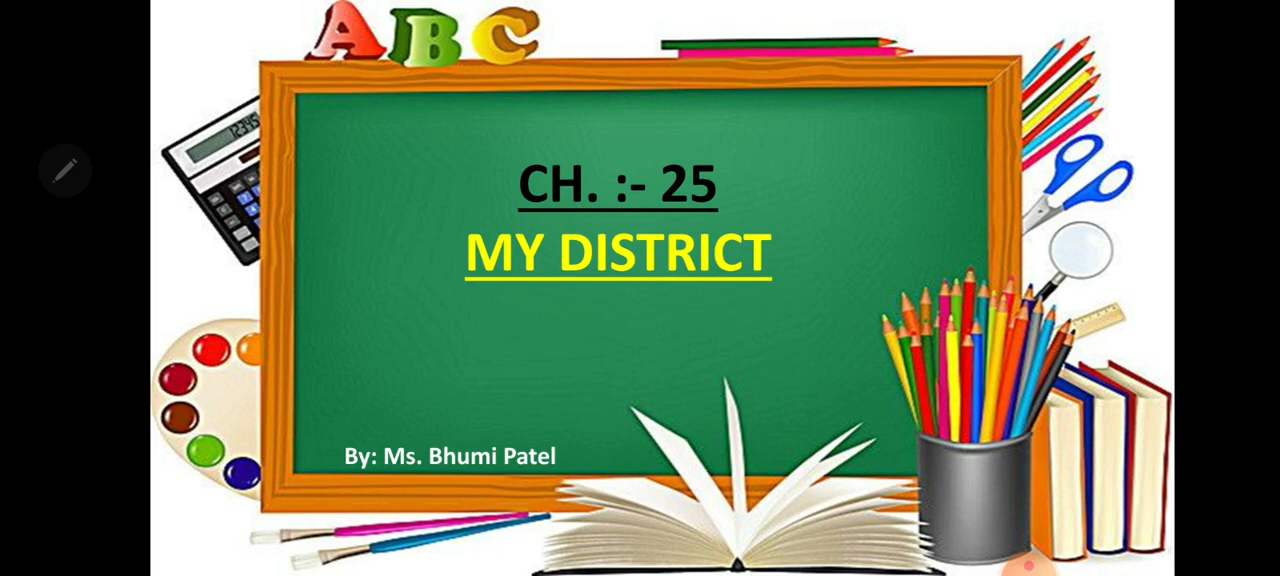 ABC
CH. :- 25
MY DISTRICT
By: Ms. Bhumi Patel